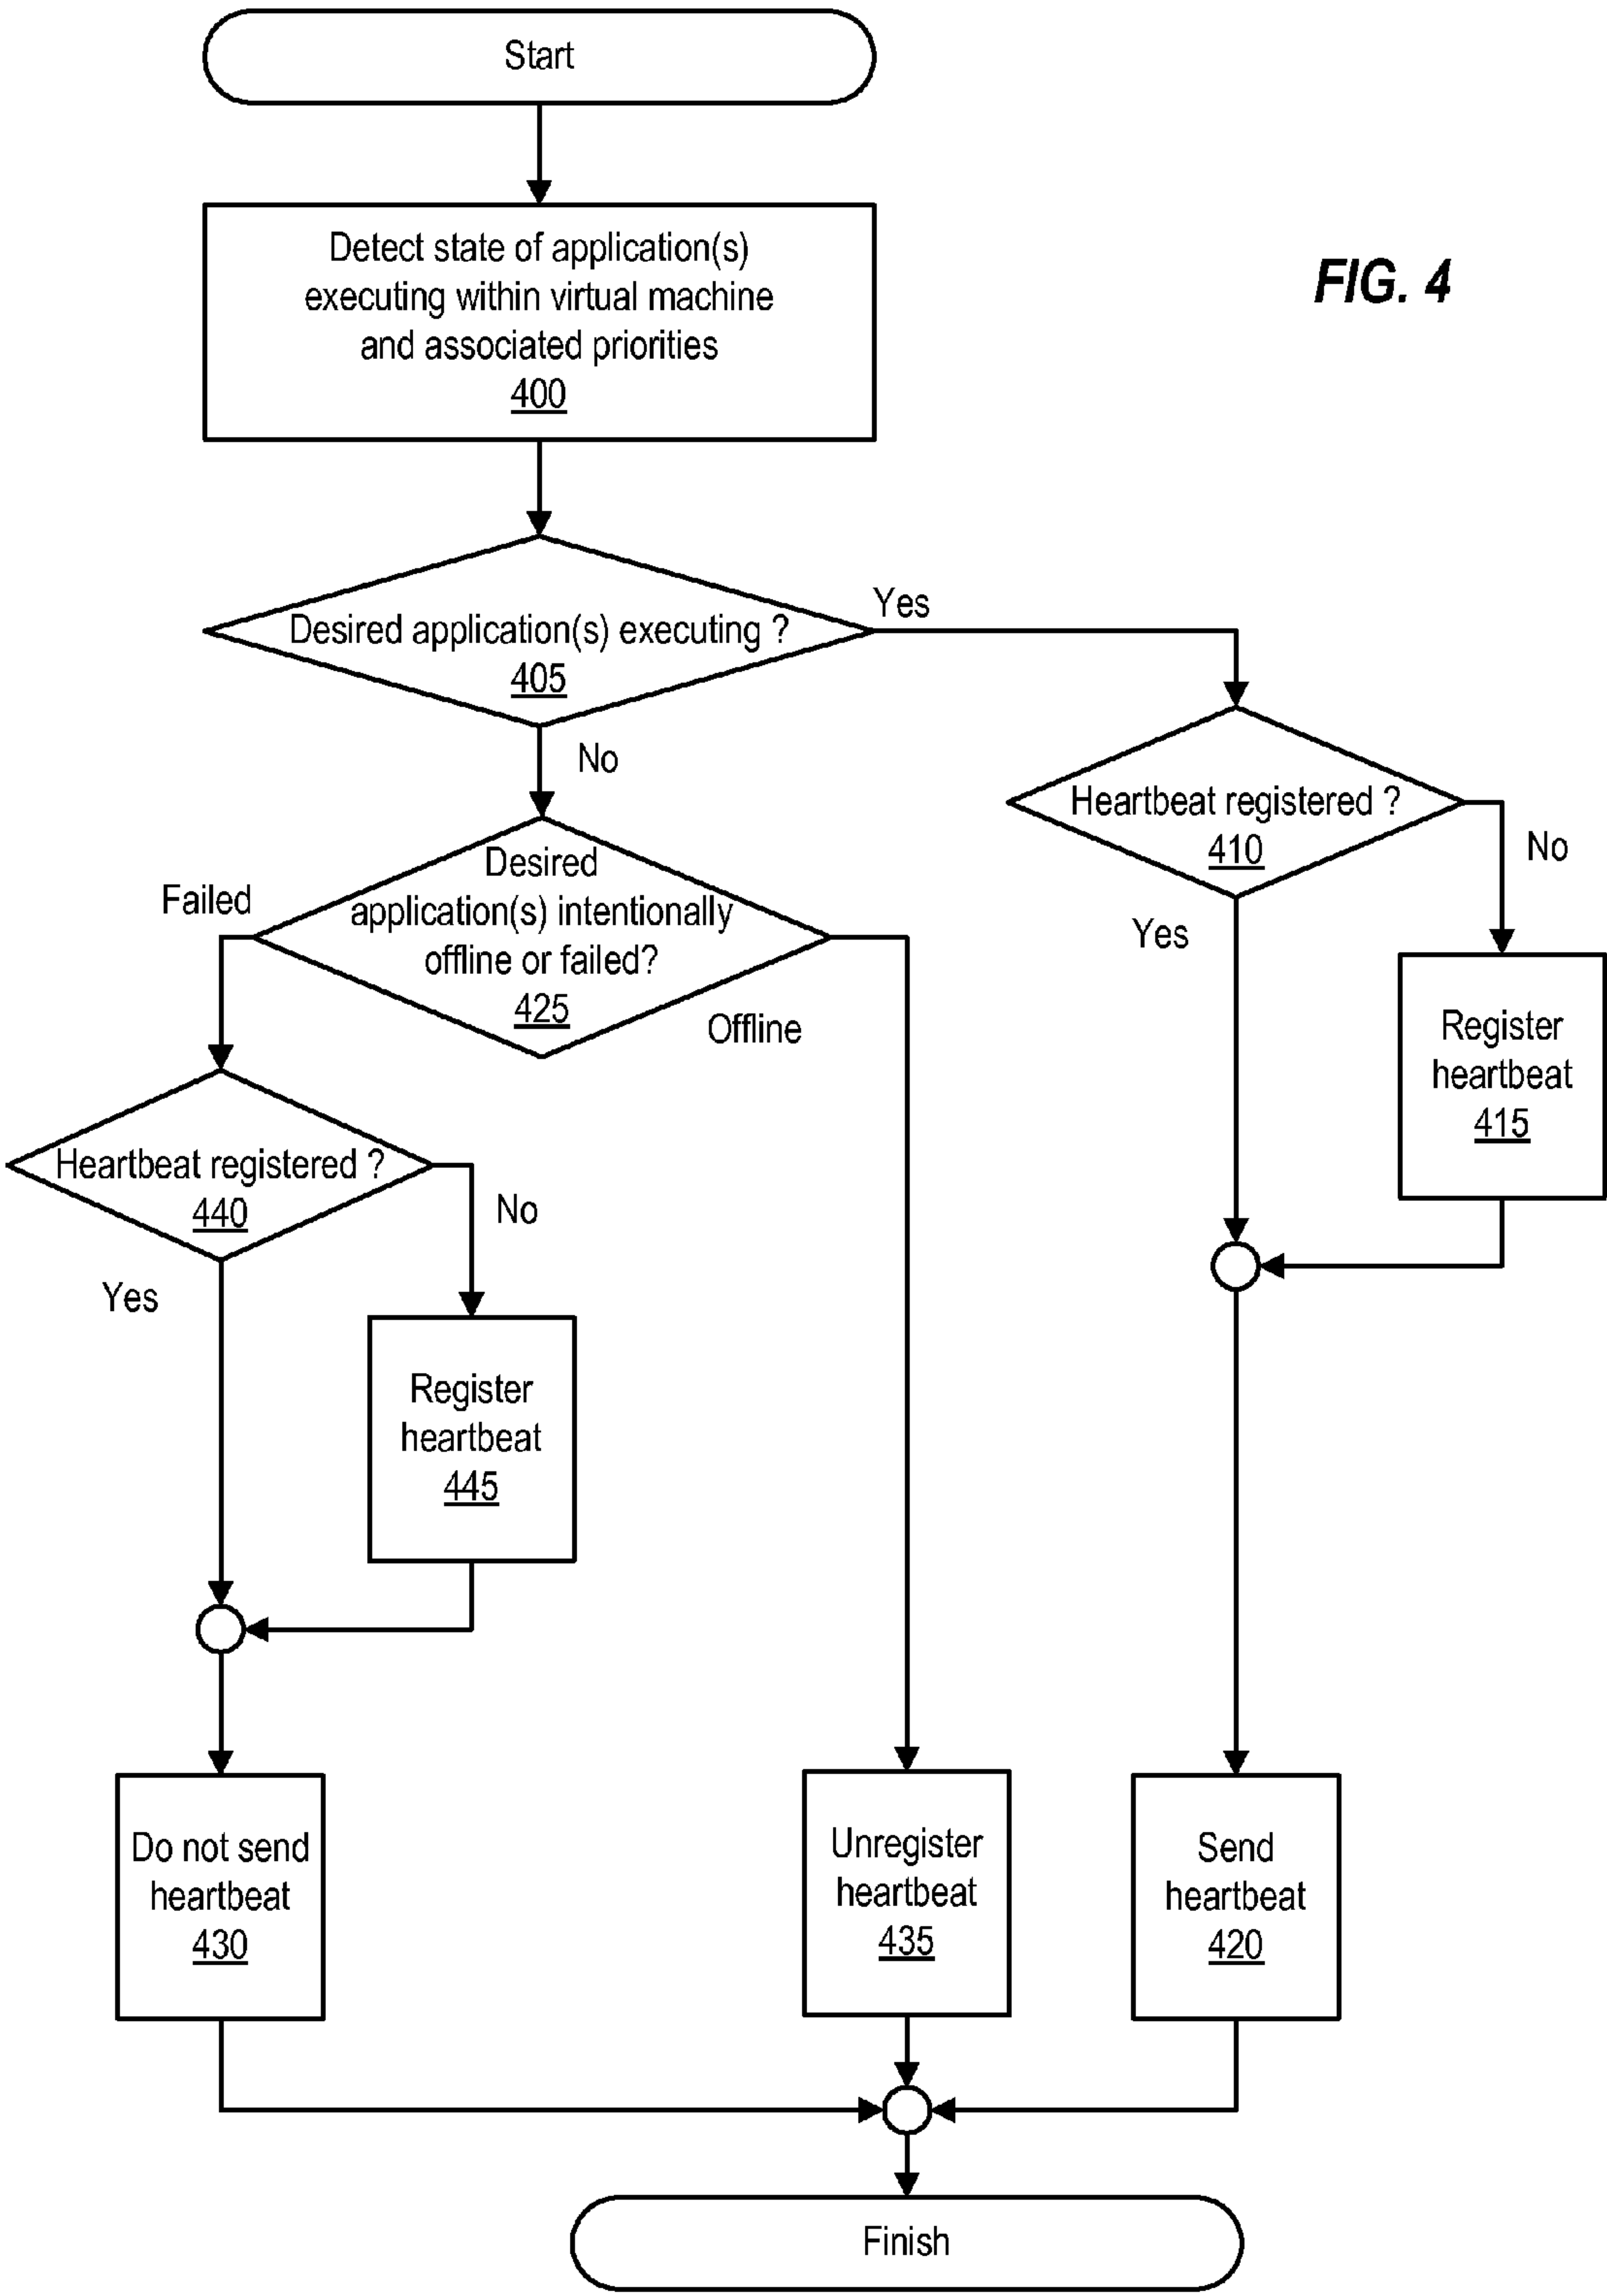 Start
FIG. 4
Detect state of application(s)
executing within virtual machine
and associated priorities
400
Desired application(s) executing ?
405
Yes
No
Heartbeat registered ?
410
No
Yes
Register
heartbeat
415
Desired
application(s) intentionally
offline or failed?
425
Failed
Offline
Heartbeat registered ?
440
No
Yes
Register
heartbeat
445
Do not send
heartbeat
430
Unregister
heartbeat
435
Send
heartbeat
420
Finish